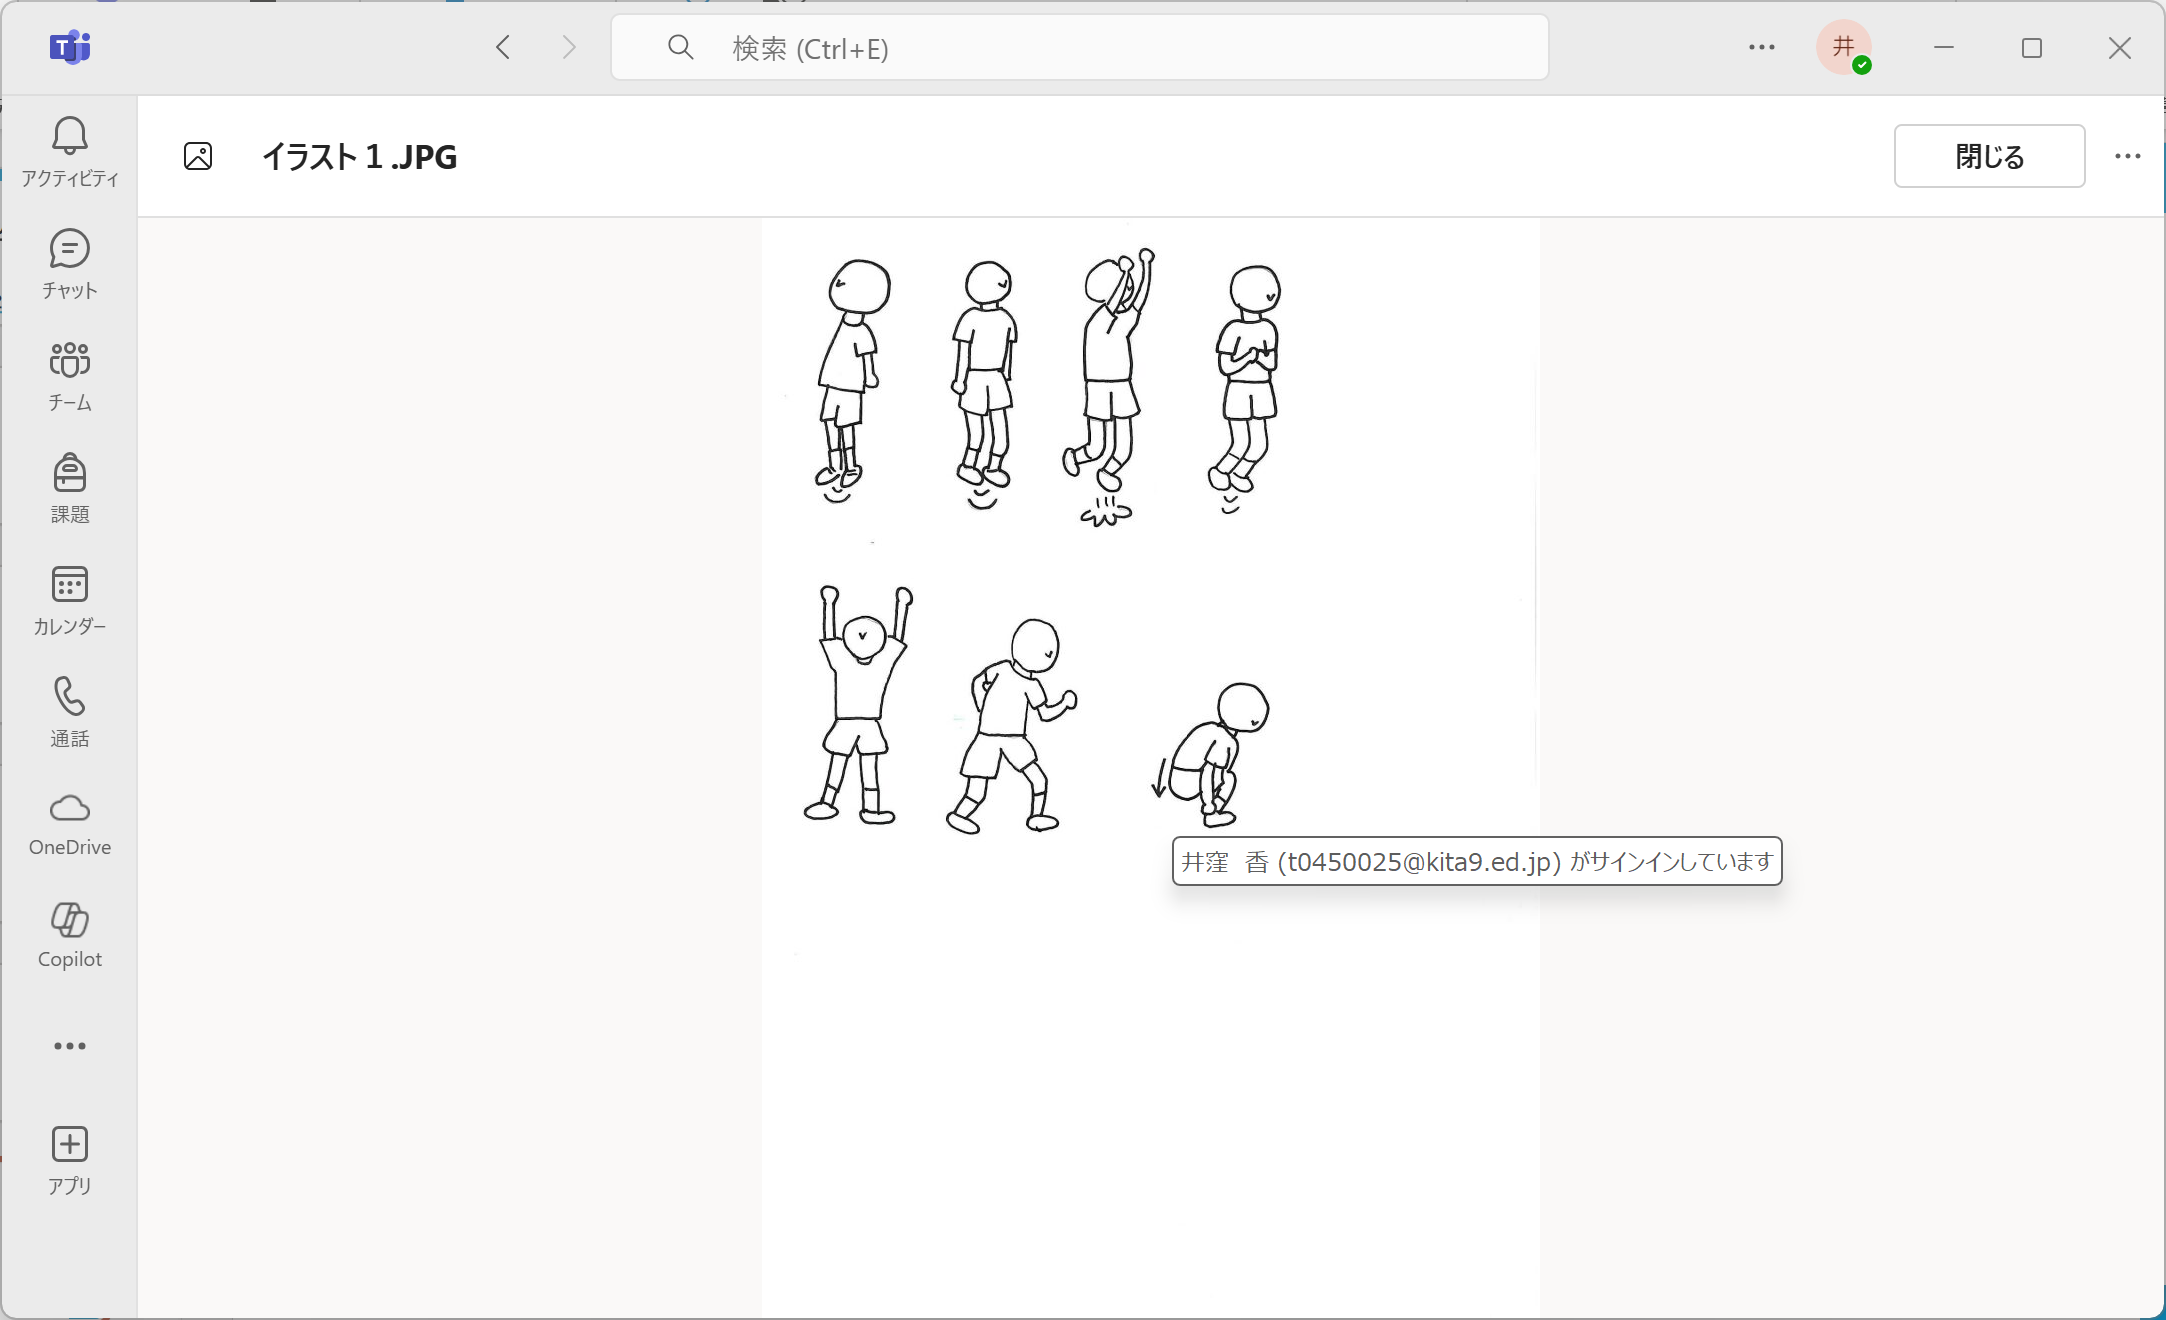 検索 (Ctrl+E)
井
アクティビティ
チャット
チーム
課題
カレンダー
通話
OneDrive
Copilot
アプリ
イラスト１.JPG
閉じる
井窪　香 (t0450025@kita9.ed.jp) がサインインしています